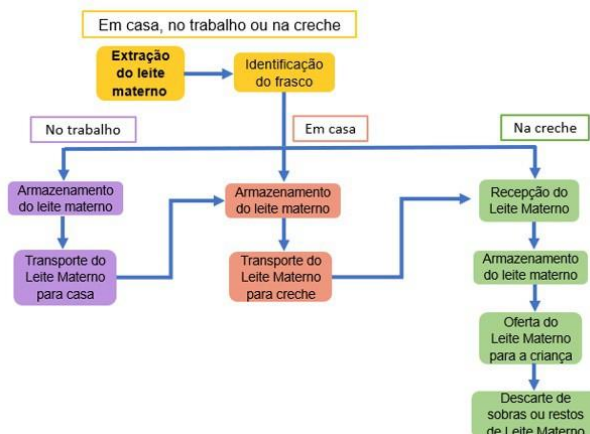 Em casa, no trabalho ou na creche
Extração
do leite
materno
Identificação
do frasco
No trabalho
Em casa
Na creche
Armazenamento
do leite materno
Armazenamento
do leite materno
Recepção do
Leite Materno
Transporte do
Leite Materno
para casa
Transporte do
Leite Materno
para creche
Armazenamento
do leite materno
Oferta do
Leite Materno
para a criança
Descarte de
sobras ou restos
de Leite Materno